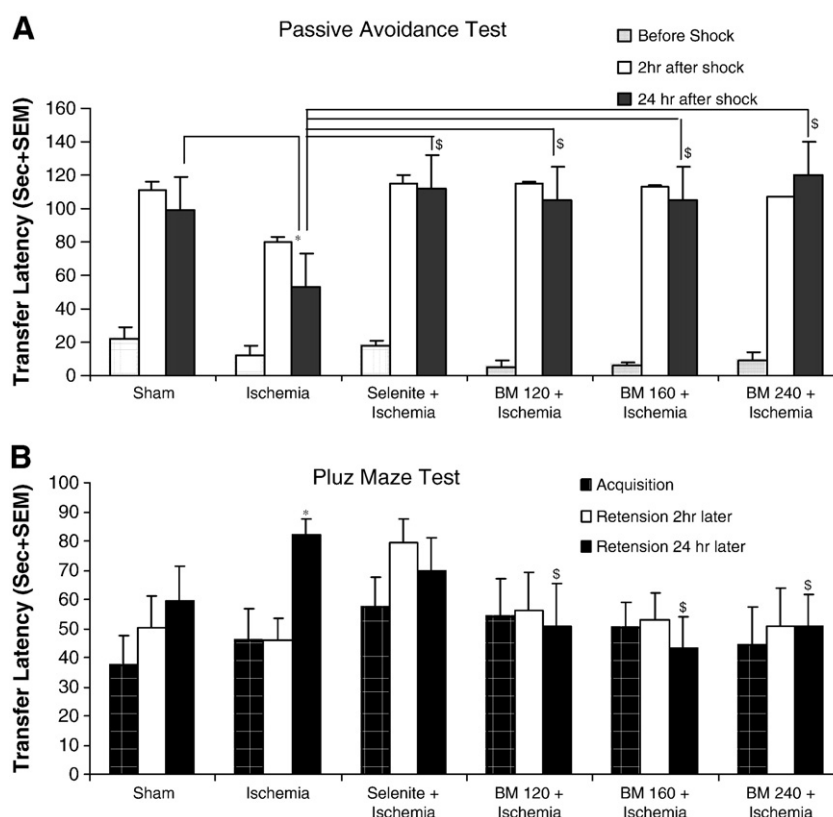 A
Passive Avoidance Test
Before Shock
2hr after shock
24 hr after shock
Transfer Latency (Sec+SEM)
160
140
120
100
80
60
40
20
0
$
$
$
$
*
Sham
Ischemia
Selenite +
Ischemia
BM 120 +
Ischemia
BM 160 +
Ischemia
BM 240 +
Ischemia
B
Pluz Maze Test
Acquisition
Retension 2hr later
Retension 24 hr later
Transfer Latency (Sec+SEM)
100
90
80
70
60
50
40
30
20
10
0
*
$
$
$
Sham
Ischemia
Selenite +
Ischemia
BM 120 +
Ischemia
BM 160 +
Ischemia
BM 240 +
Ischemia